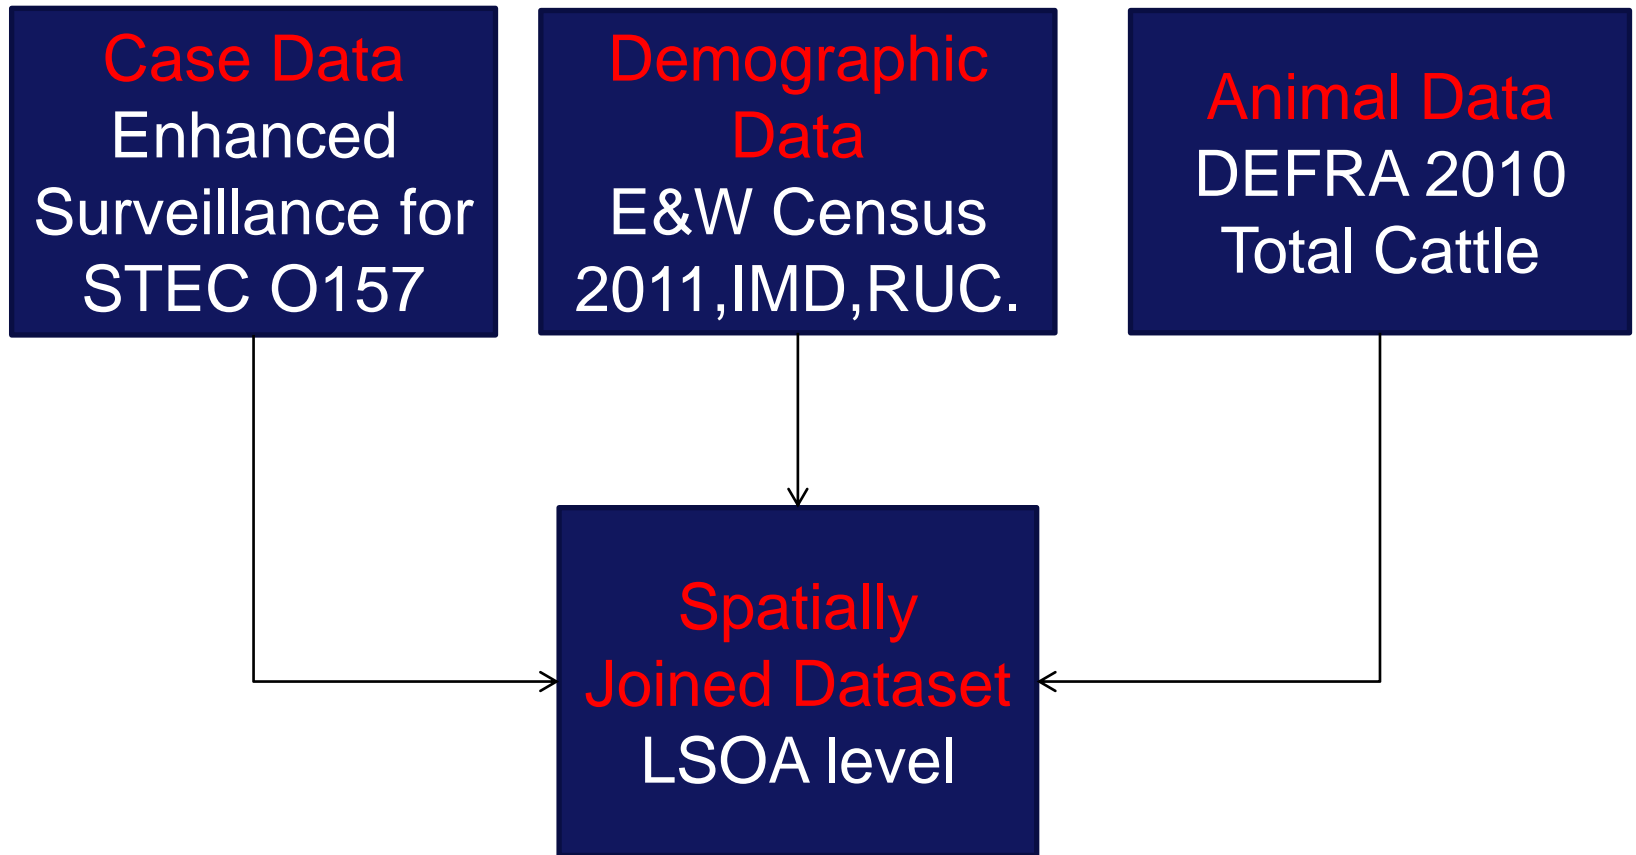 Case Data
Enhanced
Surveillance for
STEC O157
Demographic
Data
E&W Census
2011,IMD,RUC.
Animal Data
DEFRA 2010
Total Cattle
Spatially
Joined Dataset
LSOA level